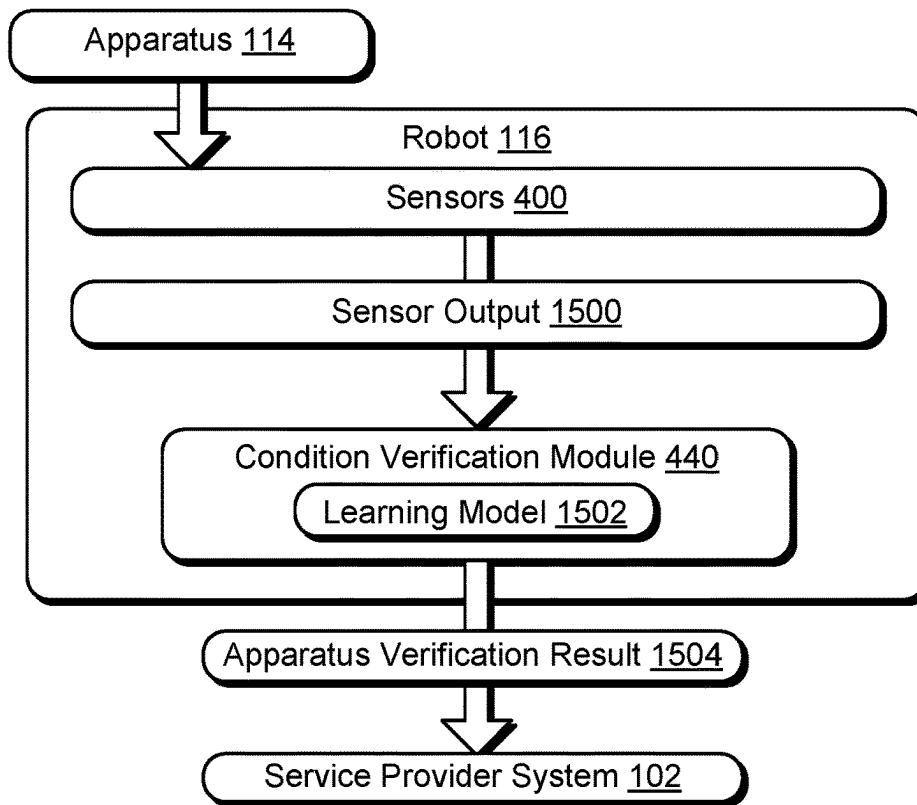 Apparatus 114
Robot 116
Sensors 400
Sensor Output 1500
Condition Verification Module 440
Learning Model 1502
Apparatus Verification Result 1504
Service Provider System 102